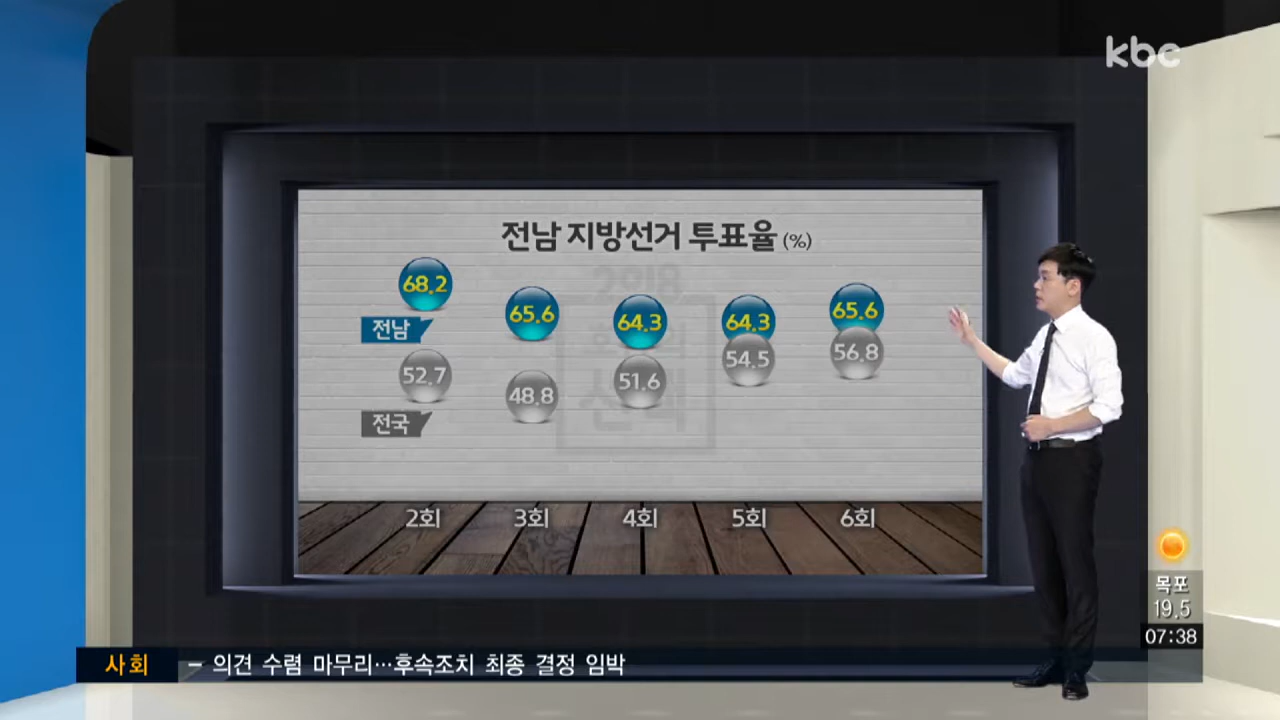 kbc
전남 지방선거 투표율 (%)
2018
68.2 65.6 64.3 64.3 65.6
전남
52.7 48.8 51.6 54.5 56.8
전국
선택
2회 3회 4회 5회 6회
목포
19.5
07:38
사회 - 의견 수렴 마무리…후속조치 최종 결정 임박